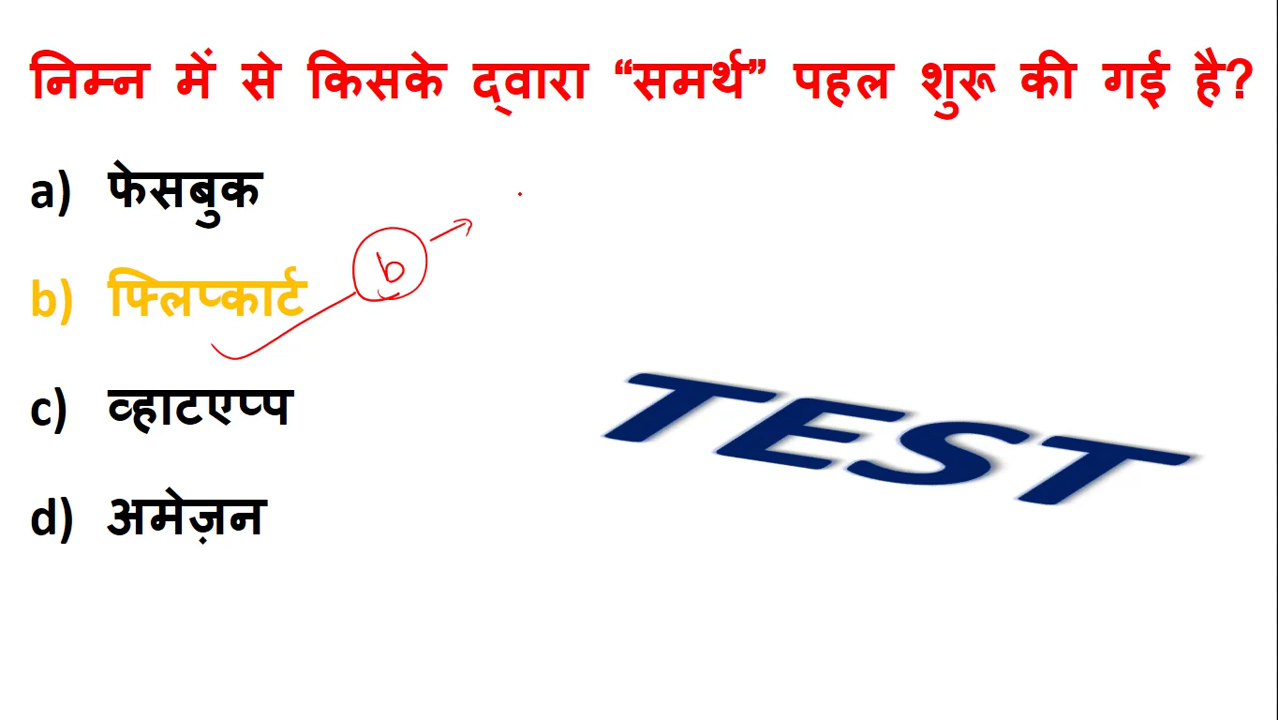 निम्न में से किसके द्वारा “समर्थ” पहल शुरू की गई है?
a) फेसबुक
b) फ्लिप्कार्ट
b
c) व्हाटएप्प
d) अमेज़न
TEST